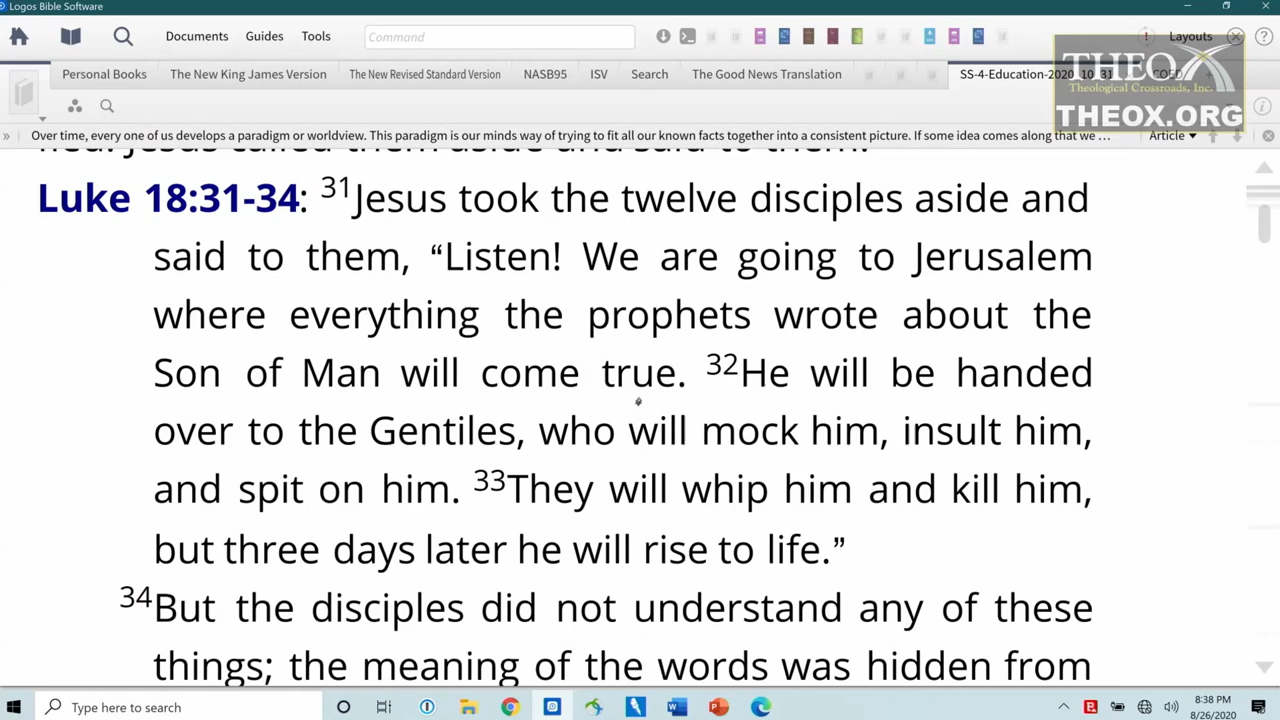 Logos Bible Software
Documents Guides Tools Command Layouts
Personal Books The New King James Version The New Revised Standard Version NASB95 ISV Search The Good News Translation SS-4-Education-2020_10_31
THEOX
Theological Crossroads, Inc.
THEOX.ORG
Over time, every one of us develops a paradigm or worldview. This paradigm is our minds way of trying to fit all our known facts together into a consistent picture. If some idea comes along that we ... Article
Luke 18:31-34: 31Jesus took the twelve disciples aside and
said to them, “Listen! We are going to Jerusalem
where everything the prophets wrote about the
Son of Man will come true. 32He will be handed
over to the Gentiles, who will mock him, insult him,
and spit on him. 33They will whip him and kill him,
but three days later he will rise to life.”
34But the disciples did not understand any of these
things; the meaning of the words was hidden from
Type here to search
8:38 PM
8/26/2020